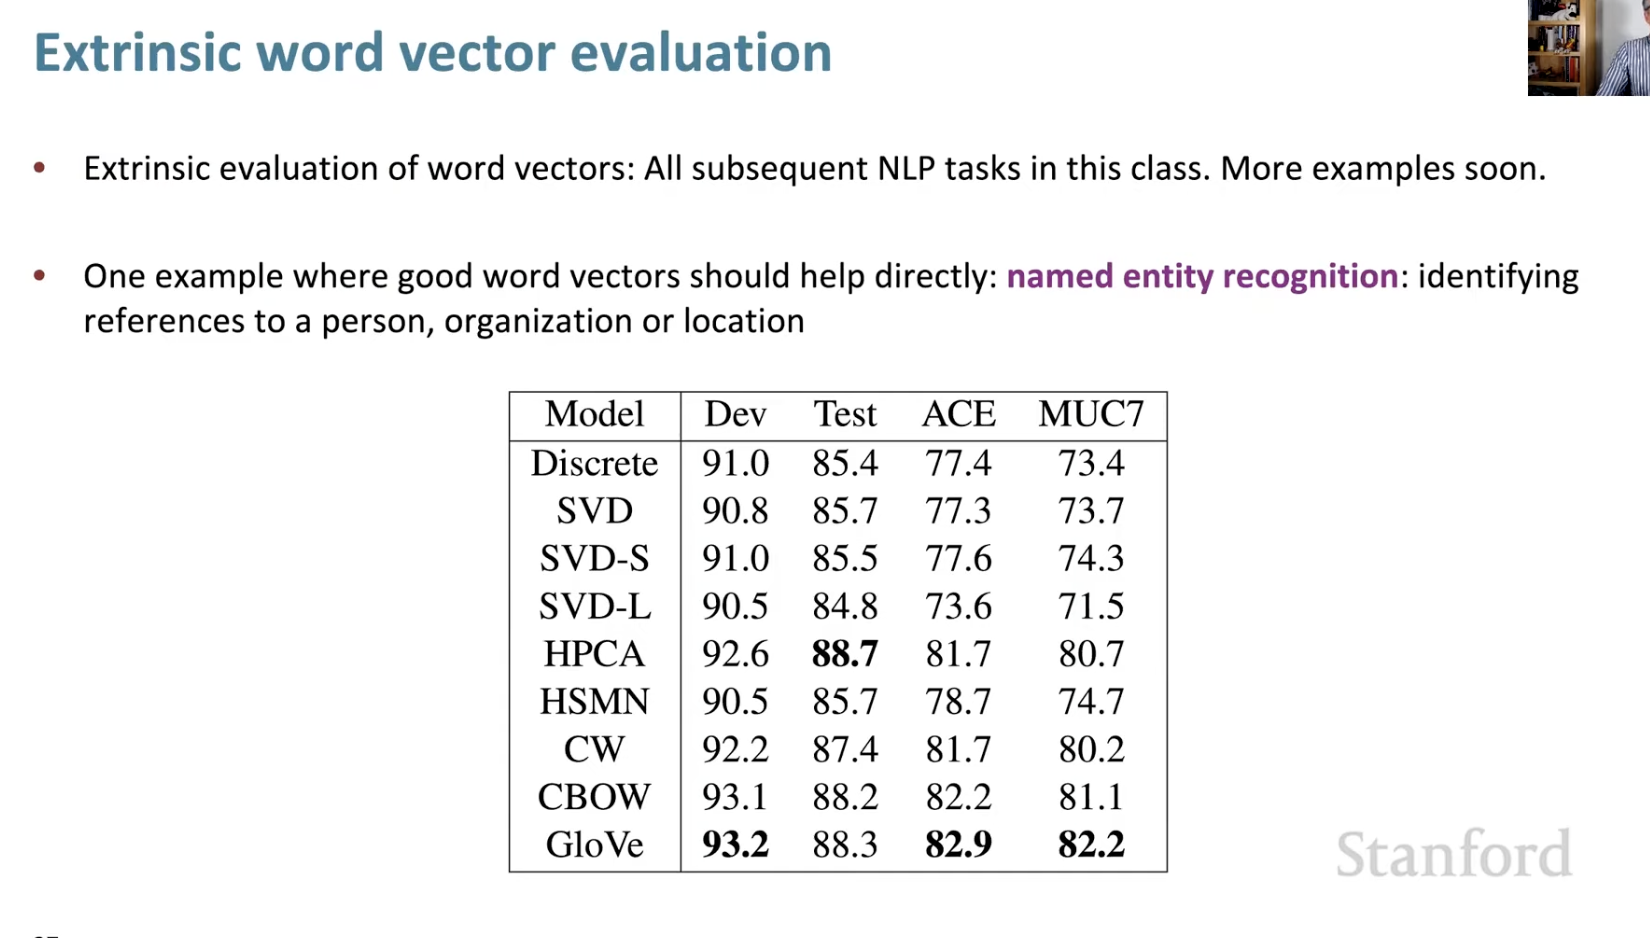 Extrinsic word vector evaluation
• Extrinsic evaluation of word vectors: All subsequent NLP tasks in this class. More examples soon.
• One example where good word vectors should help directly: named entity recognition: identifying
references to a person, organization or location
Model Dev Test ACE MUC7
Discrete 91.0 85.4 77.4 73.4
SVD 90.8 85.7 77.3 73.7
SVD-S 91.0 85.5 77.6 74.3
SVD-L 90.5 84.8 73.6 71.5
HPCA 92.6 88.7 81.7 80.7
HSMN 90.5 85.7 78.7 74.7
CW 92.2 87.4 81.7 80.2
CBOW 93.1 88.2 82.2 81.1
GloVe 93.2 88.3 82.9 82.2
Stanford